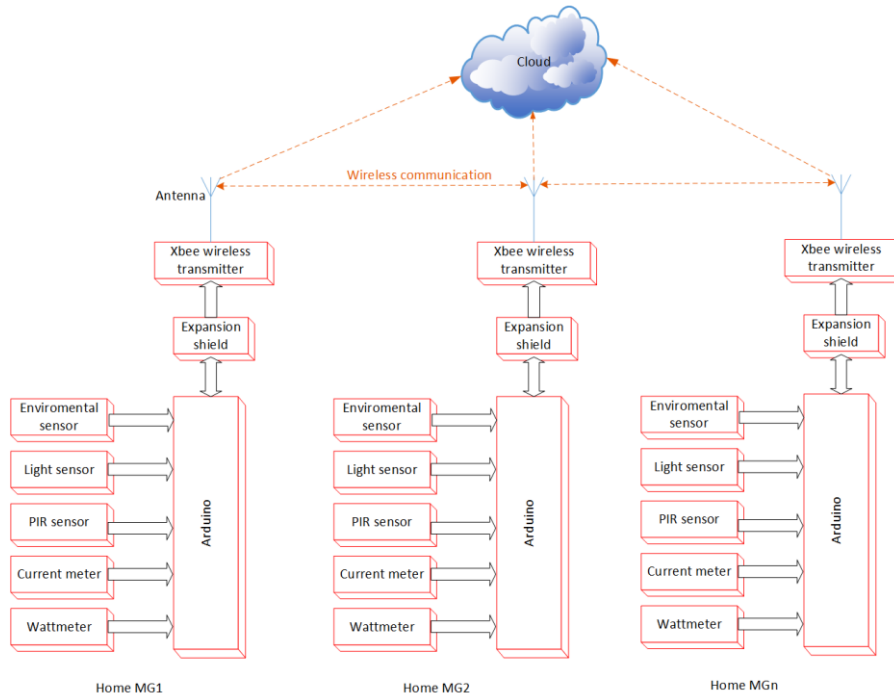 Cloud
Wireless communication
Antenna
Xbee wireless
transmitter
Xbee wireless
transmitter
Xbee wireless
transmitter
Expansion
shield
Expansion
shield
Expansion
shield
Enviromental
sensor
Light sensor
PIR sensor
Current meter
Wattmeter
Arduino
Enviromental
sensor
Light sensor
PIR sensor
Current meter
Wattmeter
Arduino
Enviromental
sensor
Light sensor
PIR sensor
Current meter
Wattmeter
Arduino
Home MG1
Home MG2
Home MGn